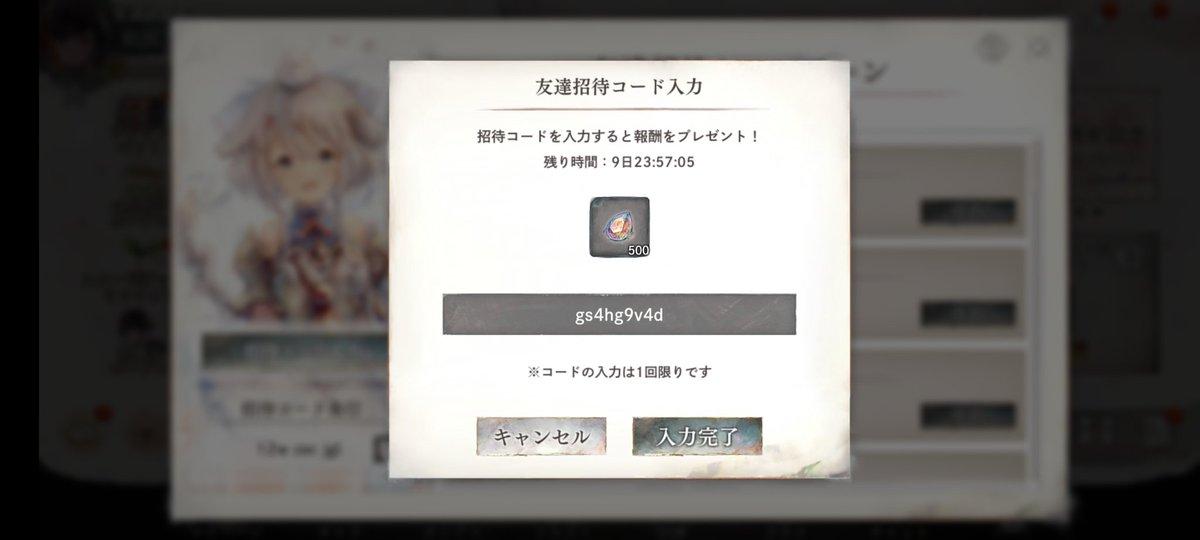 友達招待コード入力
招待コードを入力すると報酬をプレゼント！
残り時間：9日23:57:05
500
gs4hg9v4d
※コードの入力は1回限りです
キャンセル
入力完了